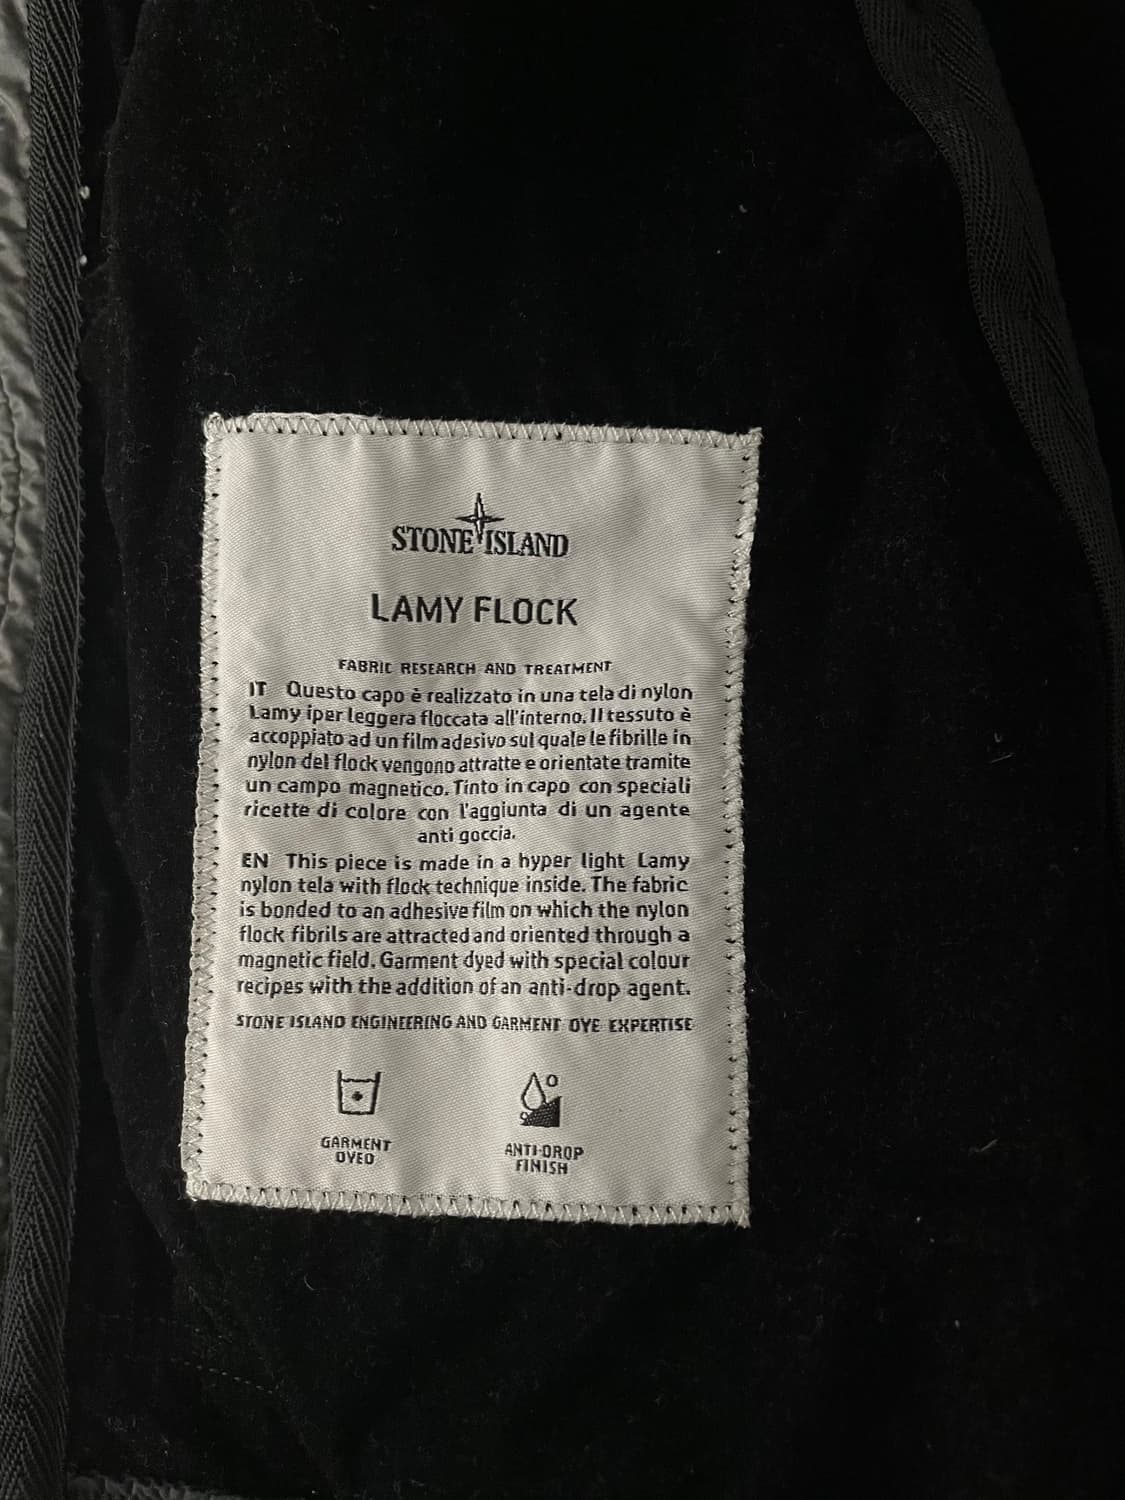 STONE ISLAND
LAMY FLOCK
FABRIC RESEARCH AND TREATMENT
IT Questo capo è realizzato in una tela di nylon
Lamy iper leggera floccata all'interno. Il tessuto è
accoppiato ad un film adesivo sul quale le fibrille in
nylon del flock vengono attratte e orientate tramite
un campo magnetico. Tinto in capo con speciali
ricette di colore con l'aggiunta di un agente
anti goccia.
EN This piece is made in a hyper light Lamy
nylon tela with flock technique inside. The fabric
is bonded to an adhesive film on which the nylon
flock fibrils are attracted and oriented through a
magnetic field. Garment dyed with special colour
recipes with the addition of an anti-drop agent.
STONE ISLAND ENGINEERING AND GARMENT DYE EXPERTISE
GARMENT
DYED
ANTI-DROP
FINISH